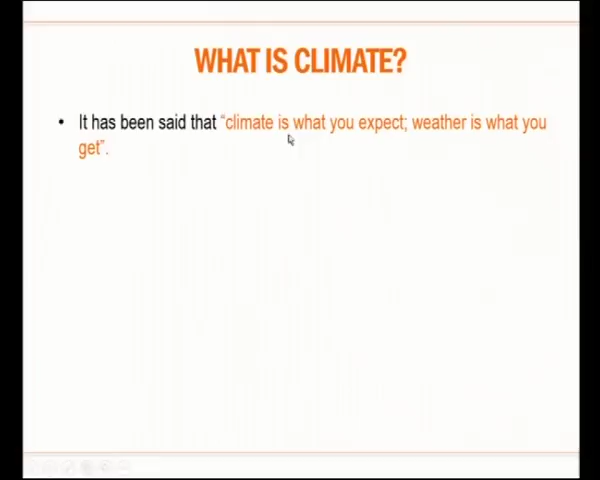 WHAT IS CLIMATE?
• It has been said that “climate is what you expect; weather is what you
get”.